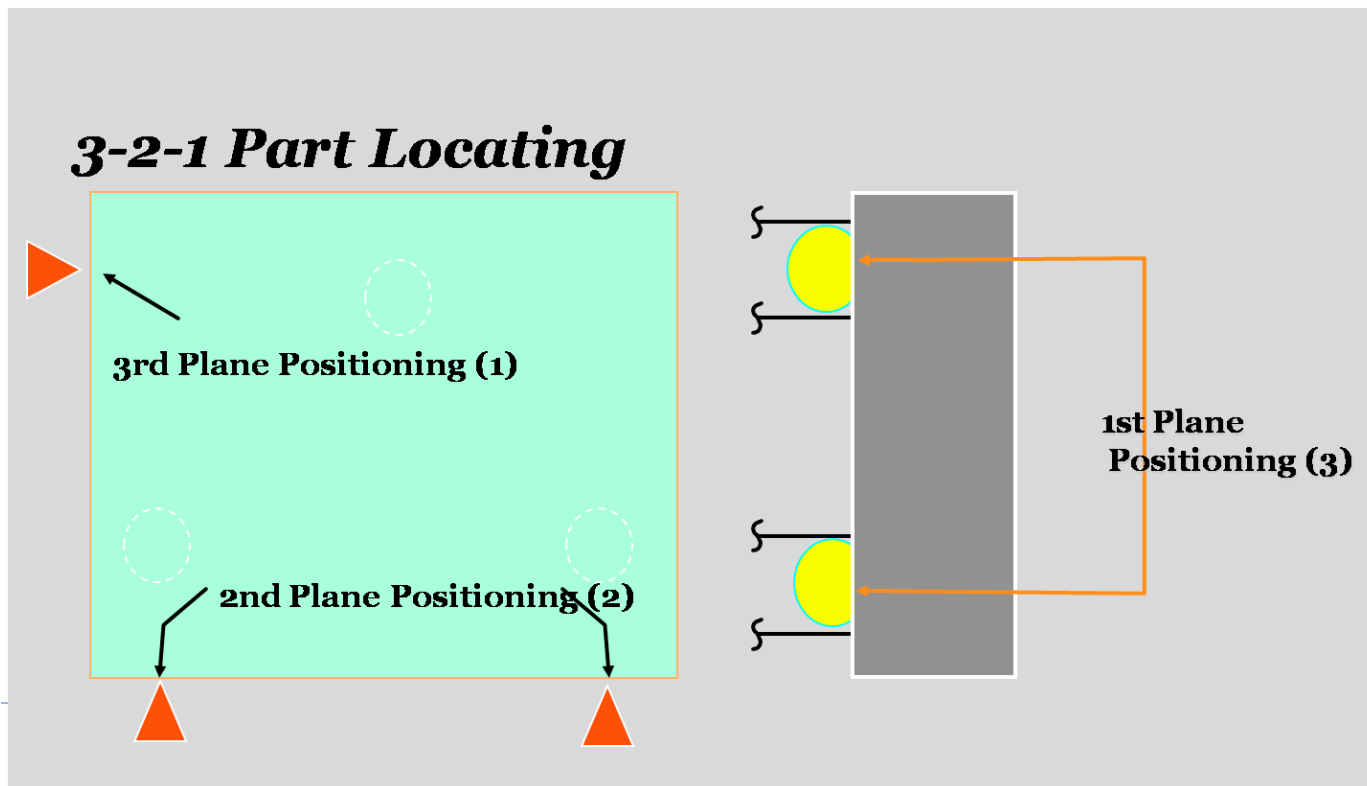 3-2-1 Part Locating
3rd Plane Positioning (1)
2nd Plane Positioning (2)
1st Plane
Positioning (3)